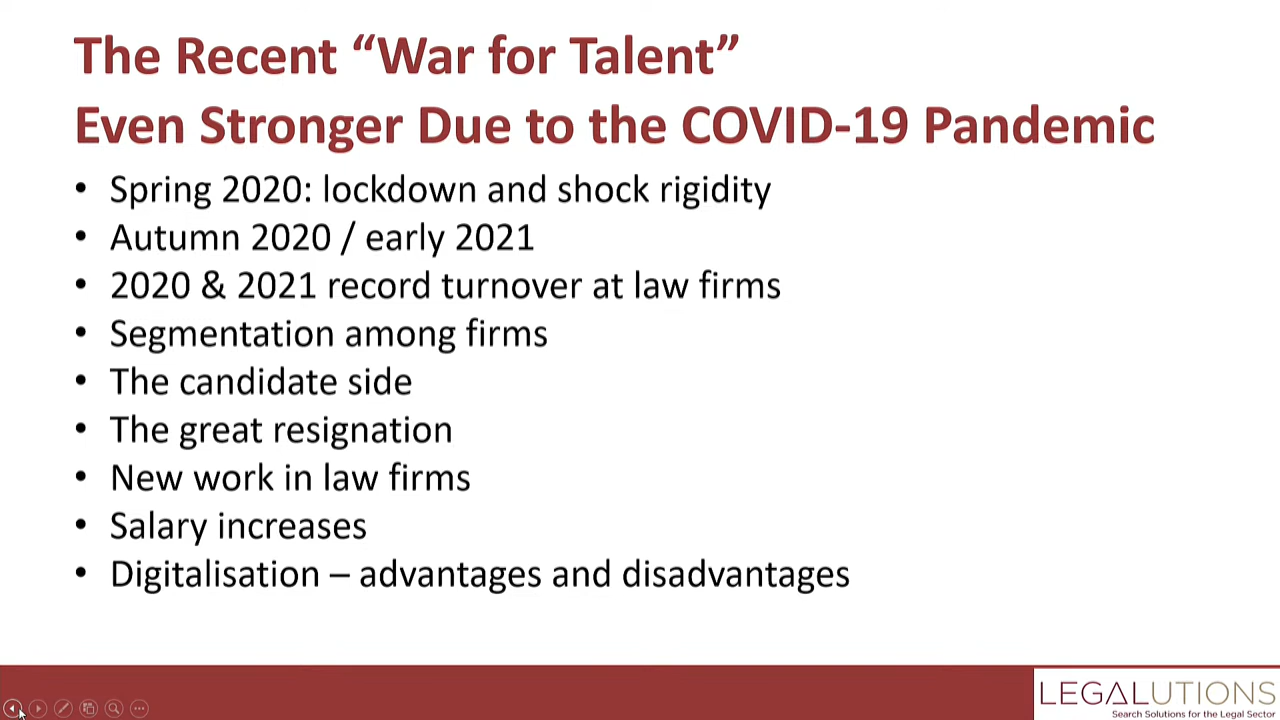 The Recent “War for Talent”
Even Stronger Due to the COVID-19 Pandemic
• Spring 2020: lockdown and shock rigidity
• Autumn 2020 / early 2021
• 2020 & 2021 record turnover at law firms
• Segmentation among firms
• The candidate side
• The great resignation
• New work in law firms
• Salary increases
• Digitalisation – advantages and disadvantages
LEGALUTIONS
Search Solutions for the Legal Sector